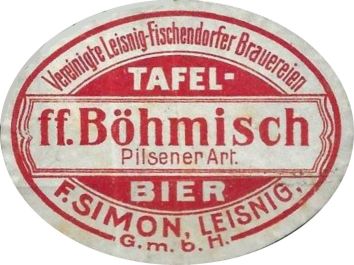 Vereinigte Leisnig-Fischendorfer Brauereien
TAFEL-
ff. Böhmisch
Pilsener Art.
BIER
F. SIMON, LEISNIG,
G.m.b.H.